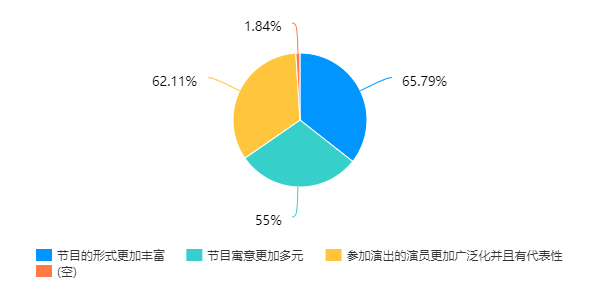 1.84%
62.11%
65.79%
55%
节目的形式更加丰富
节目寓意更加多元
参加演出的演员更加广泛化并且有代表性
(空)